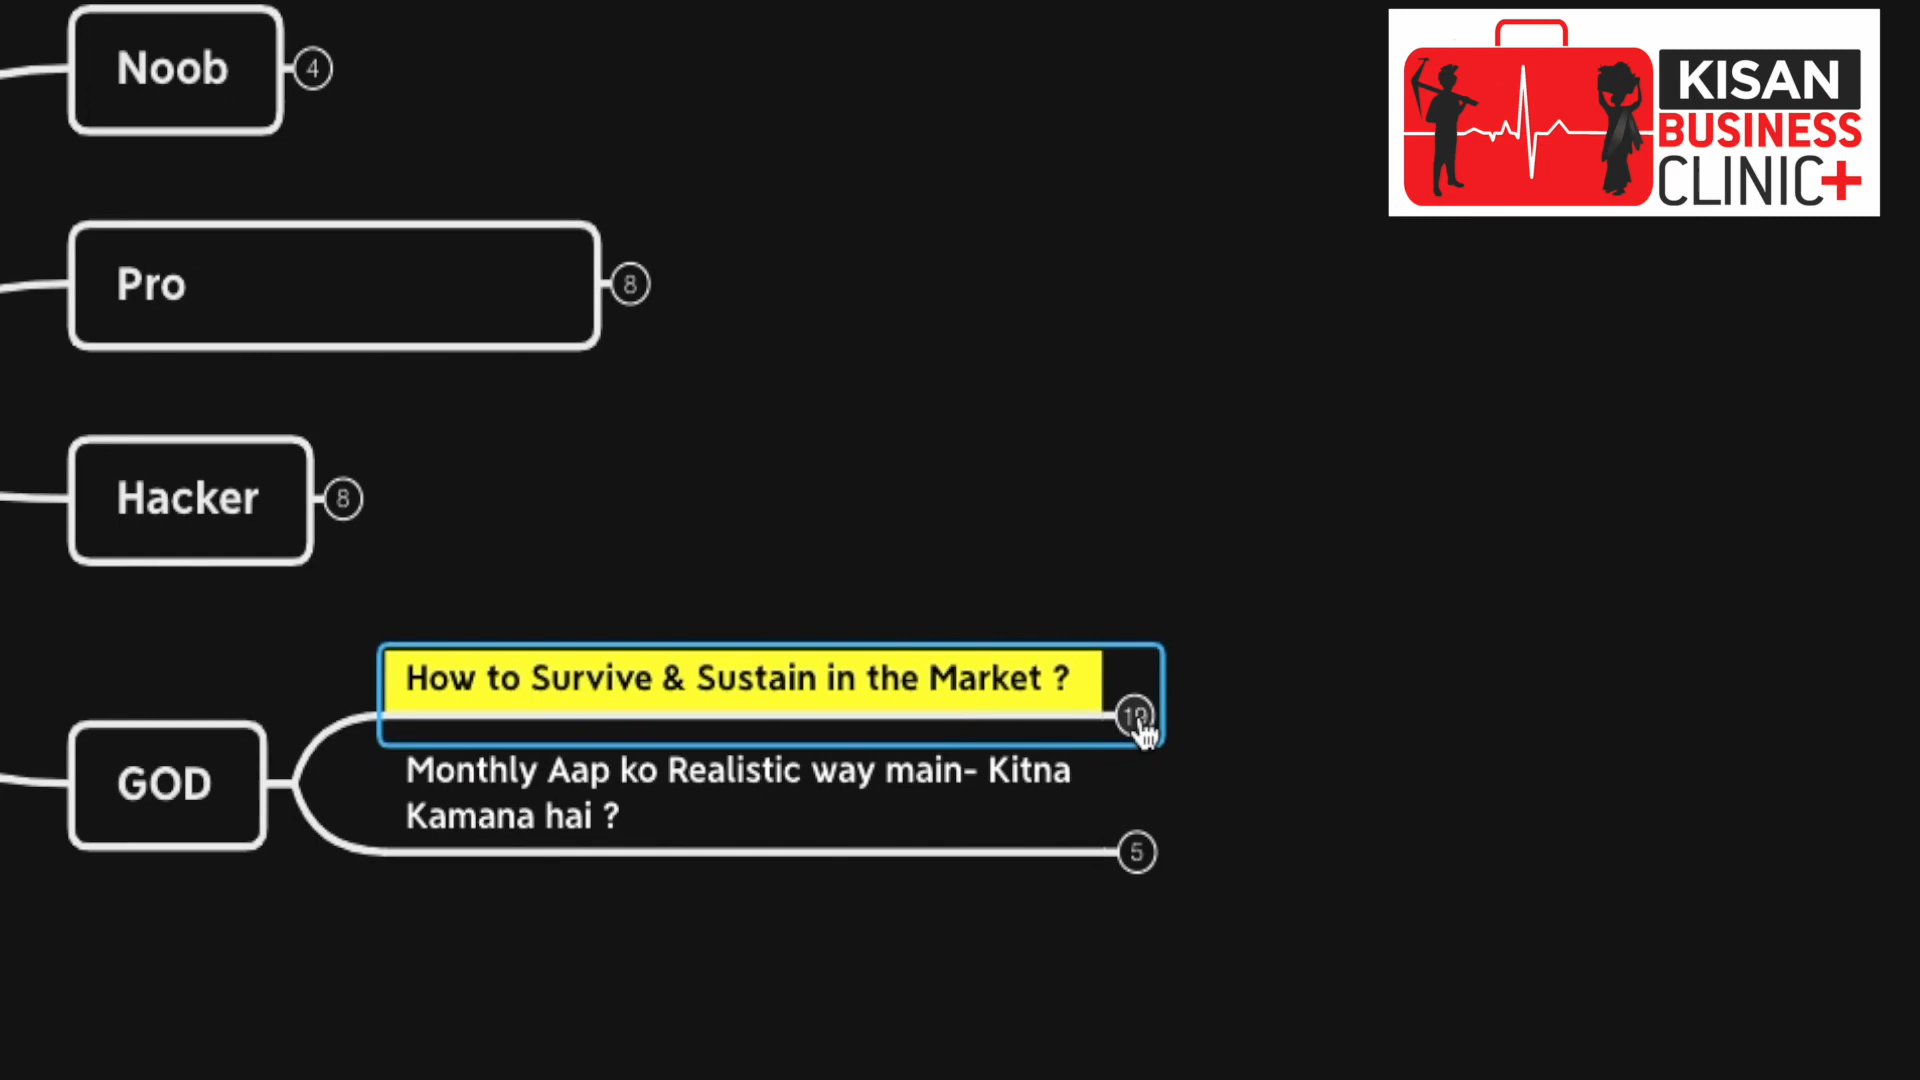 Noob
4
KISAN
BUSINESS
CLINIC+
Pro
8
Hacker
8
How to Survive & Sustain in the Market ?
GOD
Monthly Aap ko Realistic way main- Kitna
Kamana hai ?
5